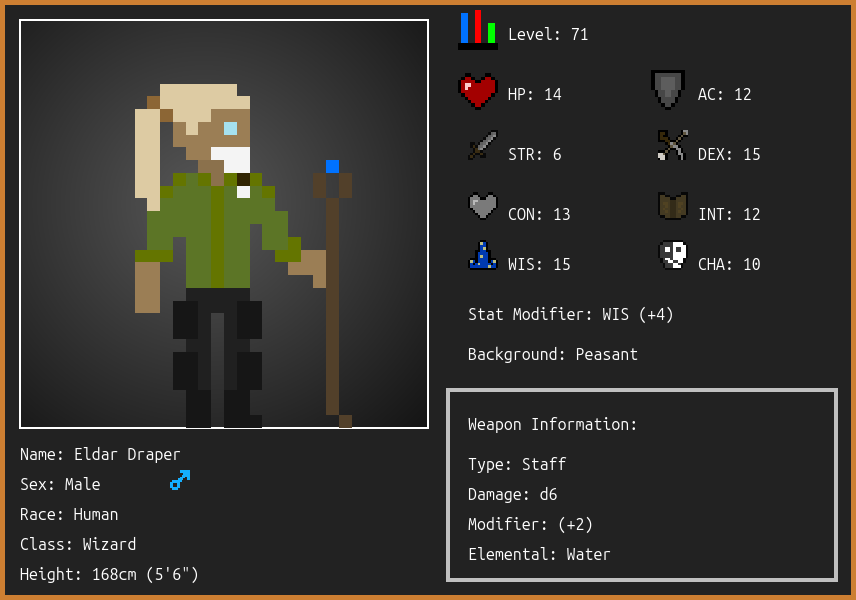 Level: 71
HP: 14
AC: 12
STR: 6
DEX: 15
CON: 13
INT: 12
WIS: 15
CHA: 10
Stat Modifier: WIS (+4)
Background: Peasant
Weapon Information:
Type: Staff
Damage: d6
Modifier: (+2)
Elemental: Water
Name: Eldar Draper
Sex: Male
Race: Human
Class: Wizard
Height: 168cm (5'6")